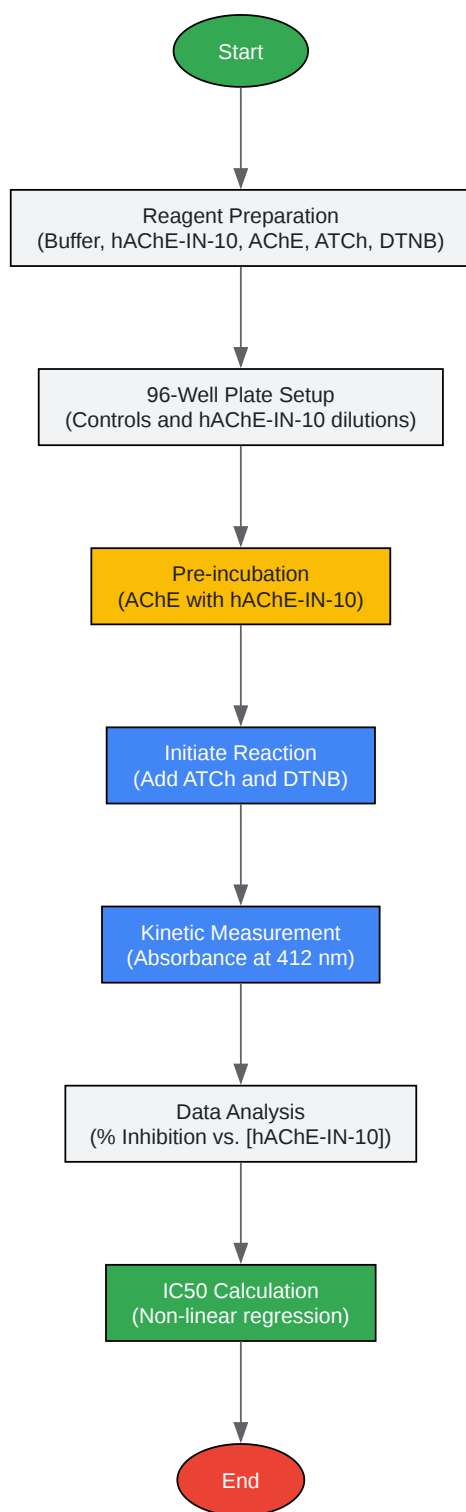 Start
Reagent Preparation
(Buffer, hAChE-IN-10, AChE, ATCh, DTNB)
96-Well Plate Setup
(Controls and hAChE-IN-10 dilutions)
Pre-incubation
(AChE with hAChE-IN-10)
Initiate Reaction
(Add ATCh and DTNB)
Kinetic Measurement
(Absorbance at 412 nm)
Data Analysis
(% Inhibition vs. [hAChE-IN-10])
IC50 Calculation
(Non-linear regression)
End